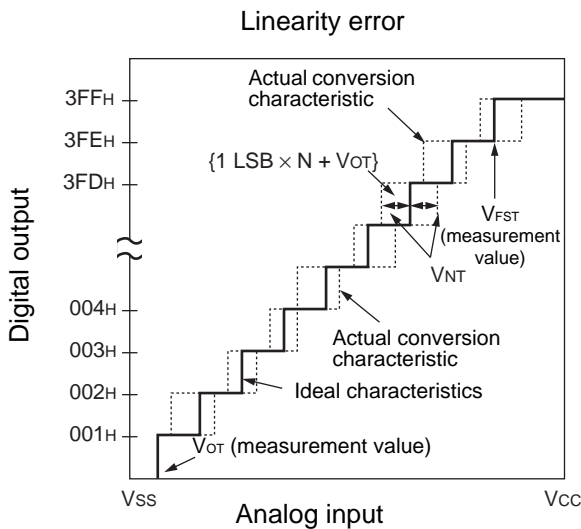 Linearity error
Actual conversion
characteristic
3FFH
3FEH
{1 LSB × N + VOT}
3FDH
VFST
(measurement
value)
VNT
Digital output
004H
Actual conversion
characteristic
003H
Ideal characteristics
002H
001H
VOT (measurement value)
VSS
VCC
Analog input